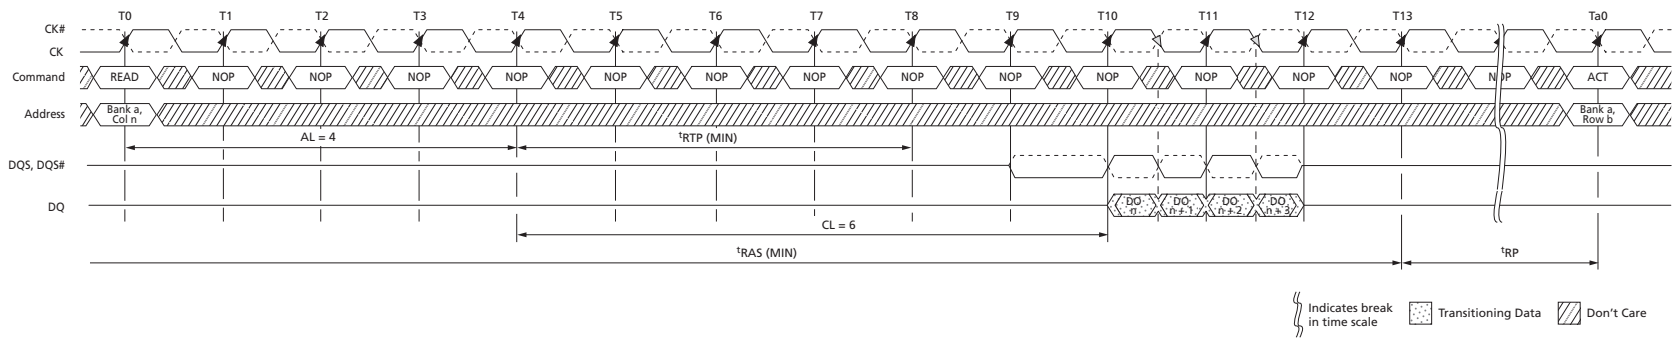 T0 T1 T2 T3 T4 T5 T6 T7 T8 T9 T10 T11 T12 T13 Ta0
CK#
CK
Command READ NOP NOP NOP NOP NOP NOP NOP NOP NOP NOP NOP NOP NOP NOP ACT
Address Bank a, Col n Bank a, Row b
AL = 4 tRTP (MIN)
DQS, DQS#
DQ DO n DO n + 1 DO n + 2 DO n + 3
CL = 6
tRAS (MIN) tRP
Indicates break
in time scale
Transitioning Data
Don't Care